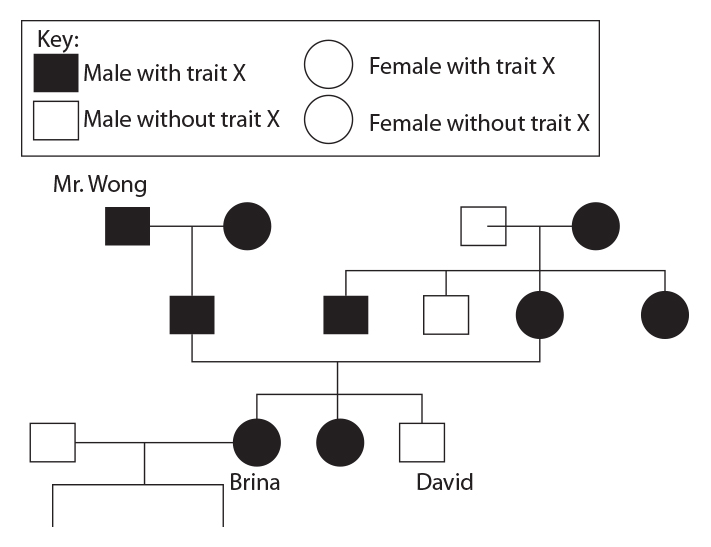 Key:
Male with trait X
Female with trait X
Male without trait X
Female without trait X
Mr. Wong
Brina
David